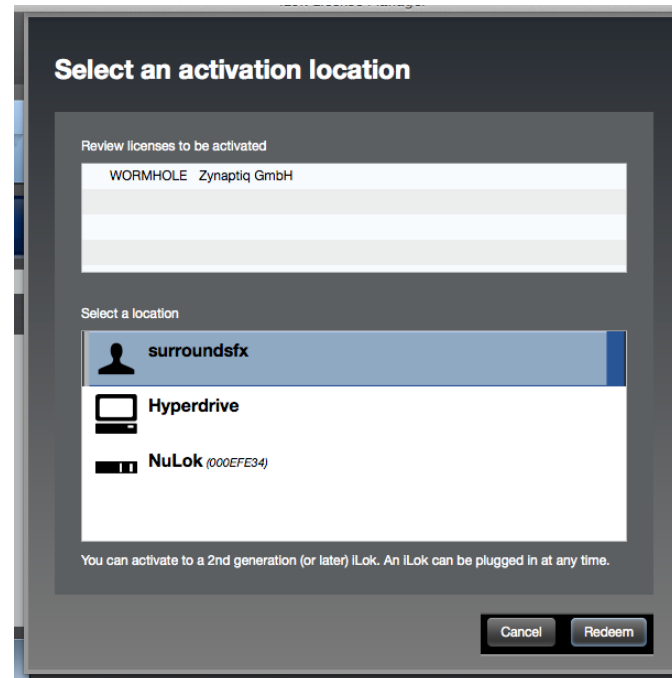 Select an activation location
Review licenses to be activated
WORMHOLE Zynaptiq GmbH
Select a location
surroundsfx
Hyperdrive
NuLok (000EFE34)
You can activate to a 2nd generation (or later) iLok. An iLok can be plugged in at any time.
Cancel Redeem